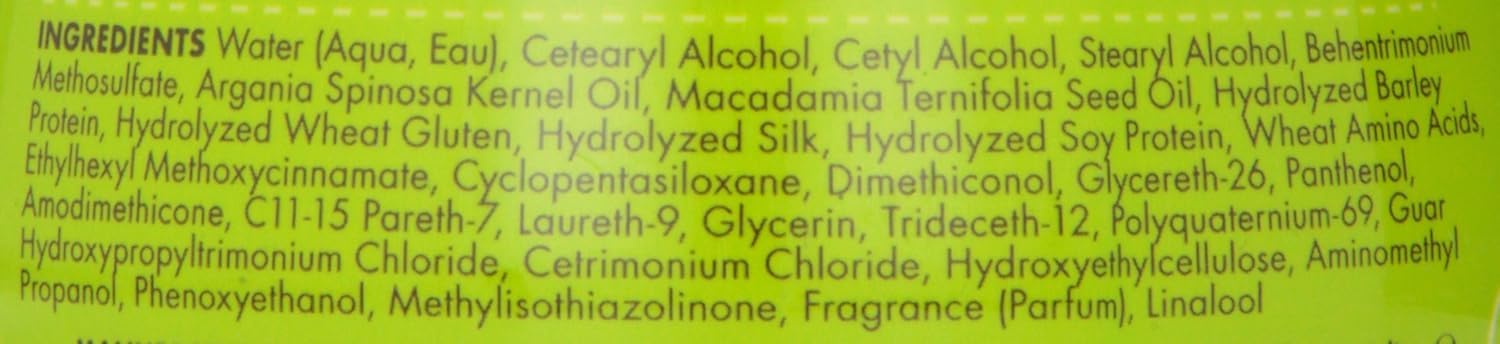 INGREDIENTS Water (Aqua, Eau), Cetearyl Alcohol, Cetyl Alcohol, Stearyl Alcohol, Behentrimonium
Methosulfate, Argania Spinosa Kernel Oil, Macadamia Ternifolia Seed Oil, Hydrolyzed Barley
Protein, Hydrolyzed Wheat Gluten, Hydrolyzed Silk, Hydrolyzed Soy Protein, Wheat Amino Acids,
Ethylhexyl Methoxycinnamate, Cyclopentasiloxane, Dimethiconol, Glycereth-26, Panthenol,
Amodimethicone, C11-15 Pareth-7, Laureth-9, Glycerin, Trideceth-12, Polyquaternium-69, Guar
Hydroxypropyltrimonium Chloride, Cetrimonium Chloride, Hydroxyethylcellulose, Aminomethyl
Propanol, Phenoxyethanol, Methylisothiazolinone, Fragrance (Parfum), Linalool